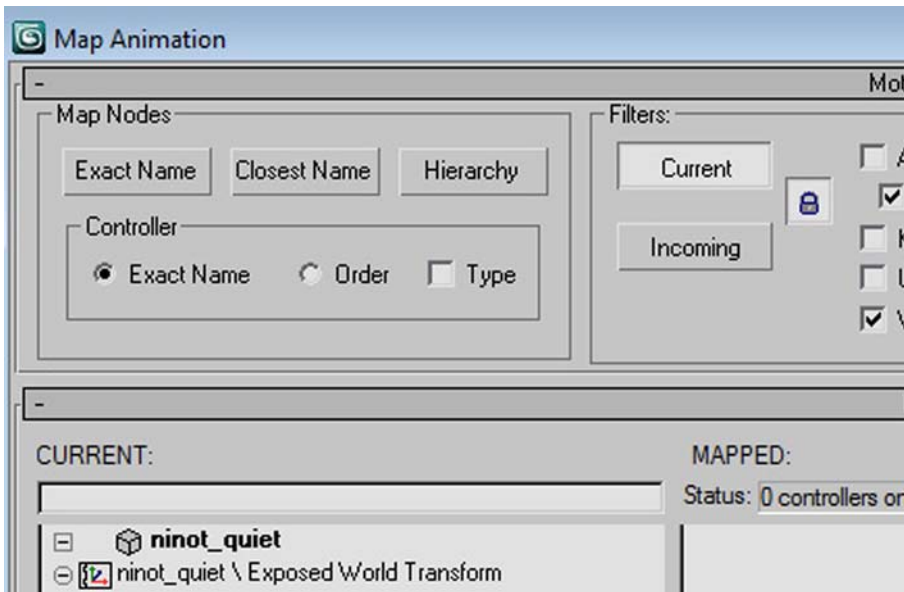 Map Animation
- Mot
Map Nodes
Exact Name Closest Name Hierarchy
Controller
Exact Name Order Type
Filters:
Current
Incoming
-
CURRENT:
MAPPED:
Status: 0 controllers on
ninot_quiet
ninot_quiet \ Exposed World Transform